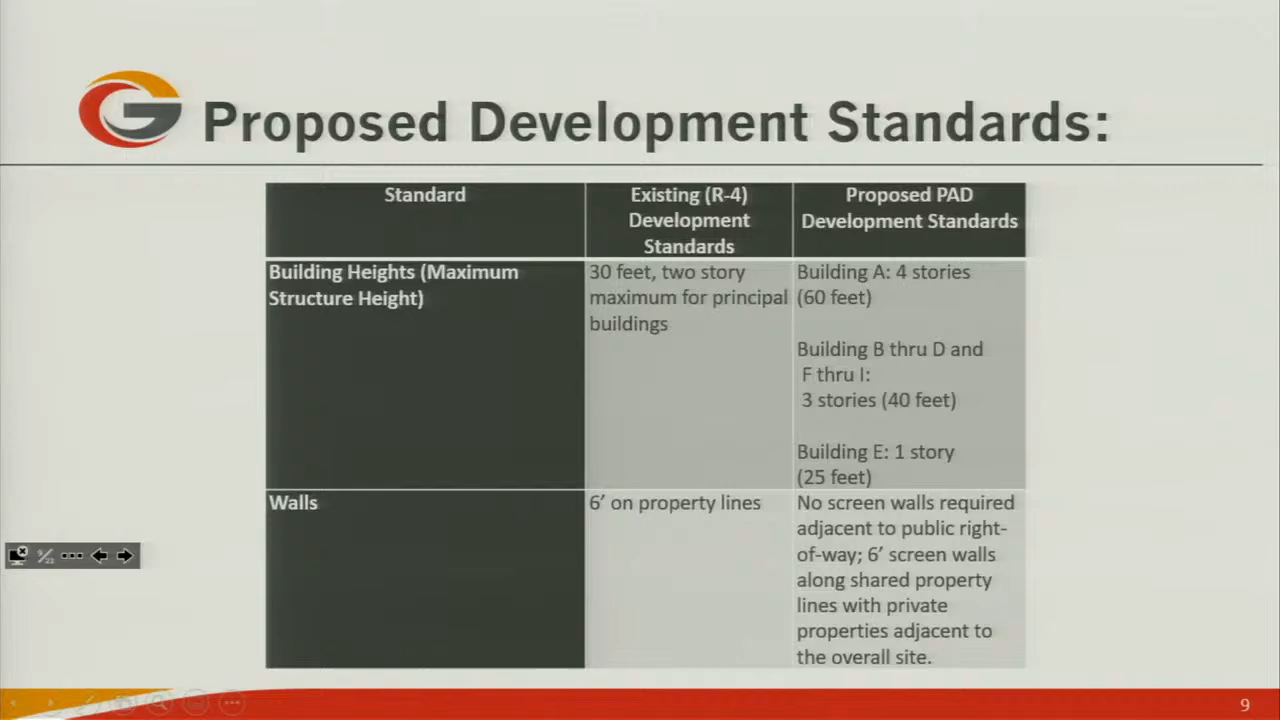 G Proposed Development Standards:
Standard
Existing (R-4)
Development
Standards
Proposed PAD
Development Standards
Building Heights (Maximum
Structure Height)
30 feet, two story
maximum for principal
buildings
Building A: 4 stories
(60 feet)
Building B thru D and
F thru I:
3 stories (40 feet)
Building E: 1 story
(25 feet)
Walls
6′ on property lines
No screen walls required
adjacent to public right-
of-way; 6′ screen walls
along shared property
lines with private
properties adjacent to
the overall site.
9/23
9